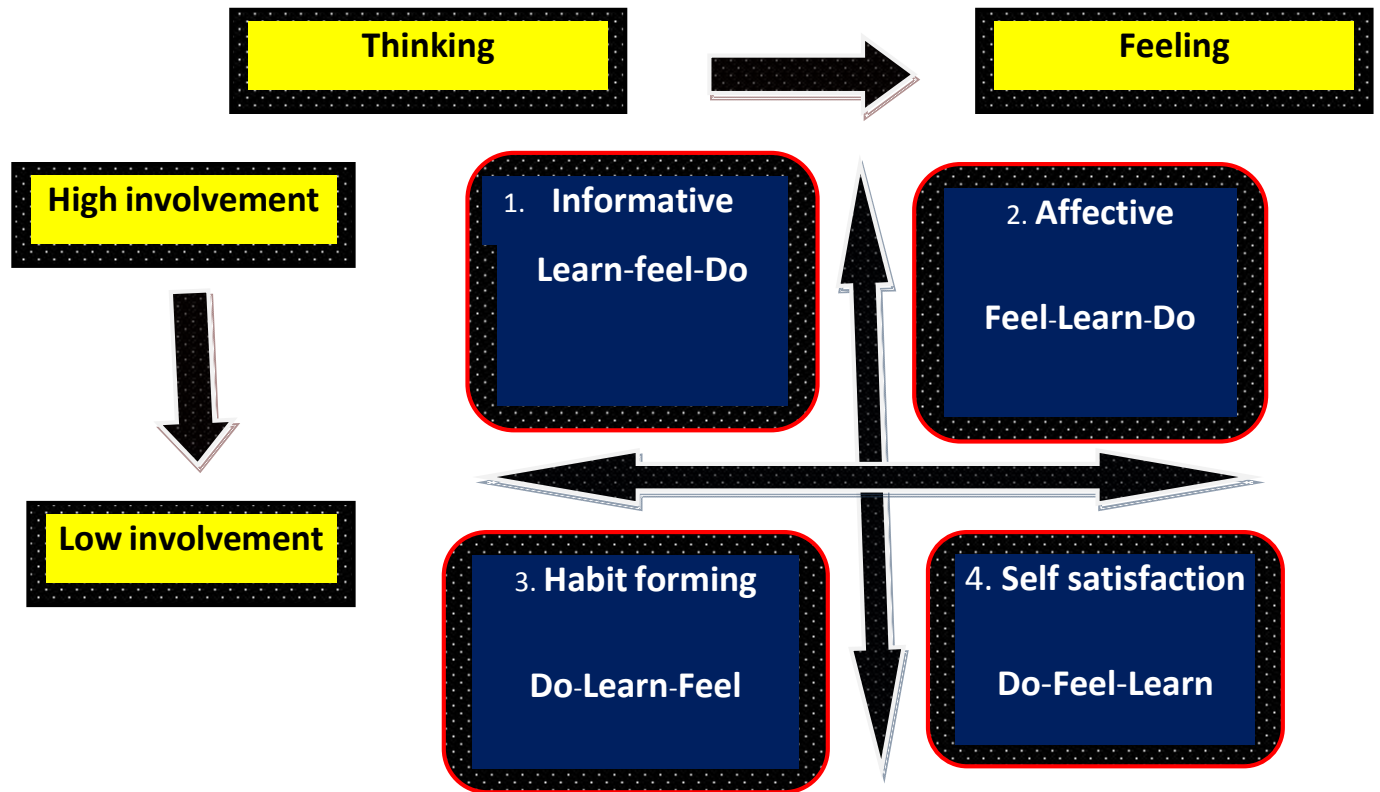 Thinking
Feeling
High involvement
1. Informative
Learn-feel-Do
2. Affective
Feel-Learn-Do
Low involvement
3. Habit forming
Do-Learn-Feel
4. Self satisfaction
Do-Feel-Learn